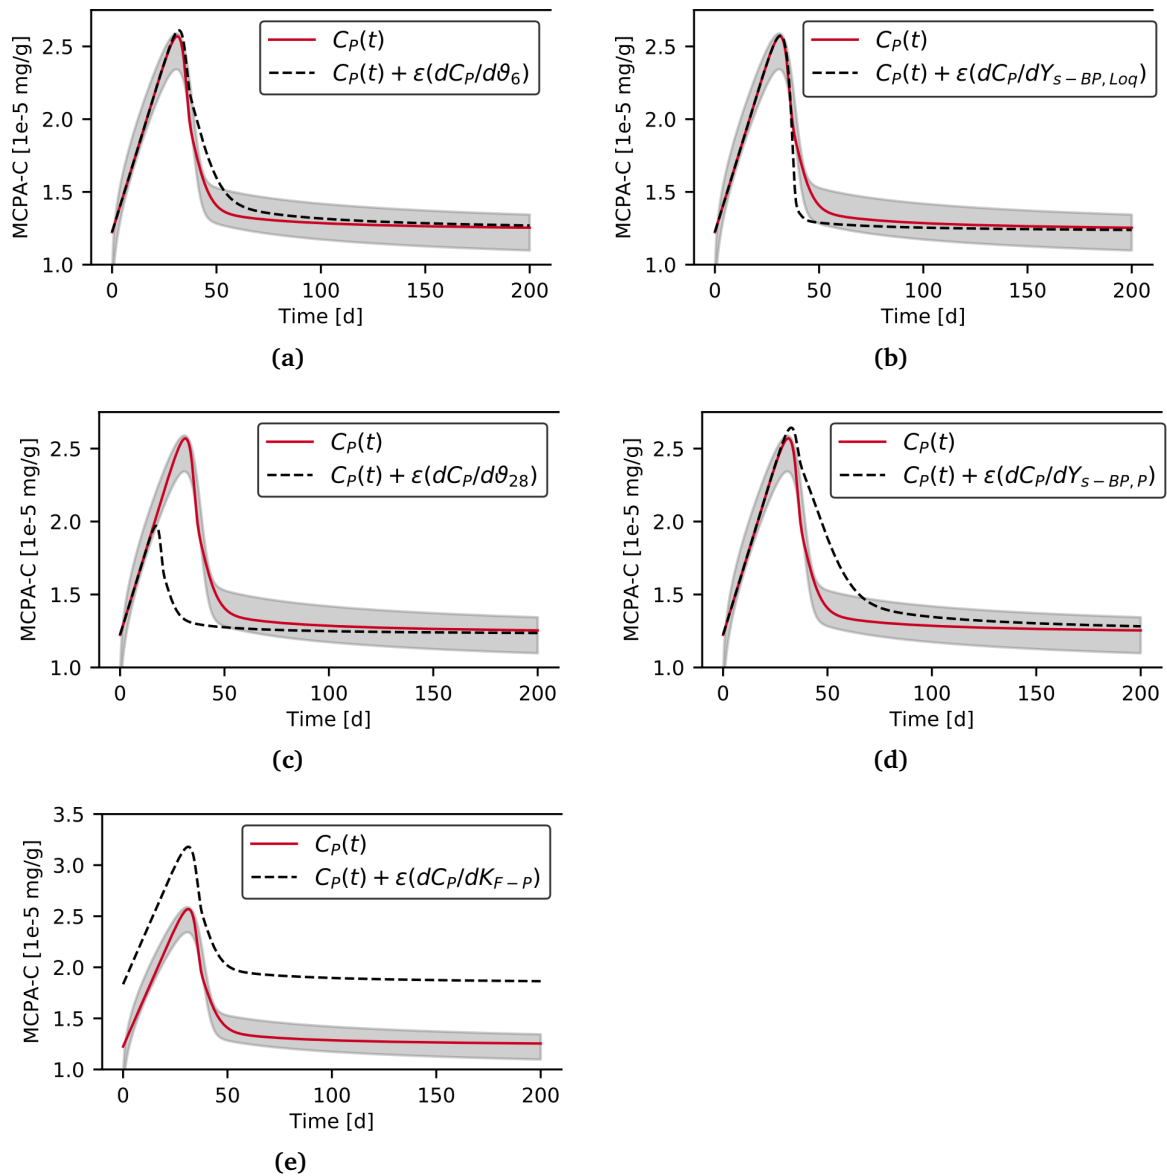 2.5
2.0
1.5
1.0
MCPA-C [1e-5 mg/g]
C_P(t)
C_P(t) + ε(dC_P/dϑ_6)
0 50 100 150 200
Time [d]
(a)
2.5
2.0
1.5
1.0
MCPA-C [1e-5 mg/g]
C_P(t)
C_P(t) + ε(dC_P/dY_{s−BP,Loq})
0 50 100 150 200
Time [d]
(b)
2.5
2.0
1.5
1.0
MCPA-C [1e-5 mg/g]
C_P(t)
C_P(t) + ε(dC_P/dϑ_{28})
0 50 100 150 200
Time [d]
(c)
2.5
2.0
1.5
1.0
MCPA-C [1e-5 mg/g]
C_P(t)
C_P(t) + ε(dC_P/dY_{s−BP,P})
0 50 100 150 200
Time [d]
(d)
3.5
3.0
2.5
2.0
1.5
1.0
MCPA-C [1e-5 mg/g]
C_P(t)
C_P(t) + ε(dC_P/dK_{F−P})
0 50 100 150 200
Time [d]
(e)